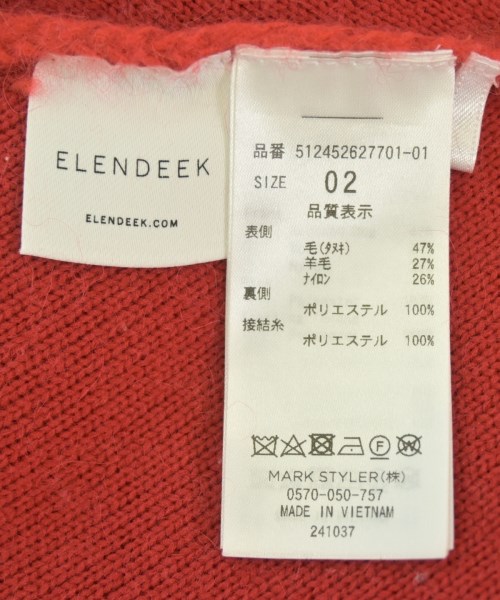 ELENDEEK
ELENDEEK.COM
品番 512452627701-01
SIZE 02
品質表示
表側
毛(タヌキ) 47%
羊毛 27%
ナイロン 26%
裏側
ポリエステル 100%
接結糸
ポリエステル 100%
MARK STYLER(株)
0570-050-757
MADE IN VIETNAM
241037